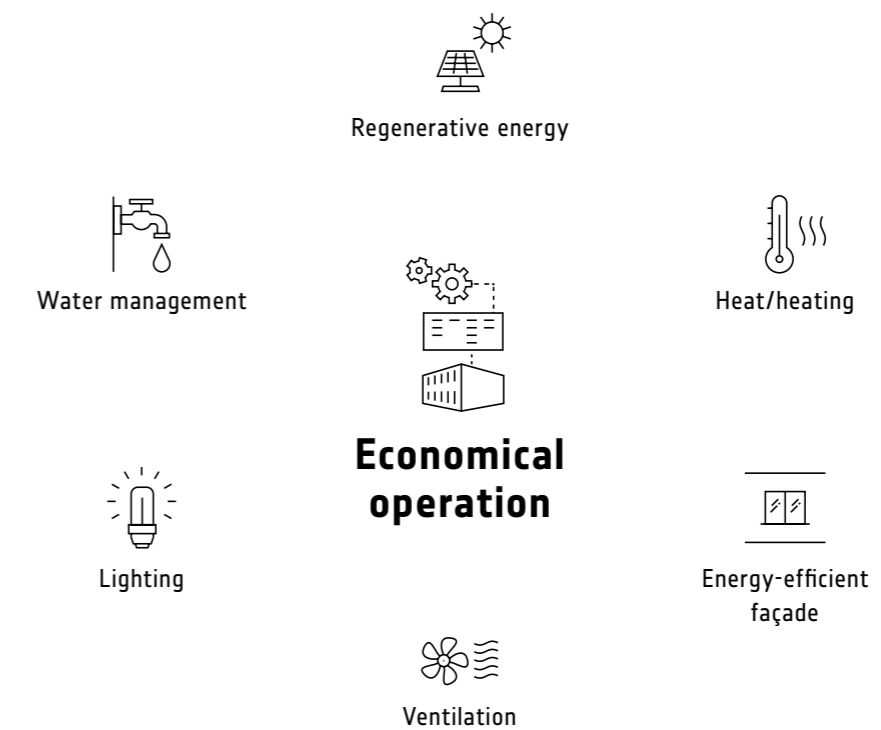 Regenerative energy
Water management
Heat/heating
Economical
operation
Lighting
Energy-efficient
façade
Ventilation